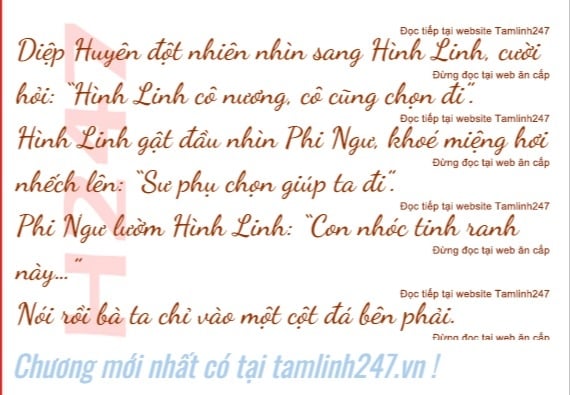 Đọc tiếp tại website Tamlinh247
Diệp Huyên đột nhiên nhìn sang Hình Linh, cười
Đừng đọc tại web ăn cắp
hỏi: “Hình Linh cô nương, cô cũng chọn đi”.
Đọc tiếp tại website Tamlinh247
Hình Linh gật đầu nhìn Phi Ngư, khoé miệng hơi
Đừng đọc tại web ăn cắp
nhếch lên: “Sư phụ chọn giúp ta đi”.
Đọc tiếp tại website Tamlinh247
Phi Ngư lườm Hình Linh: “Con nhóc tinh ranh
Đừng đọc tại web ăn cắp
này...”
Đọc tiếp tại website Tamlinh247
Nói rồi bà ta chỉ vào một cột đá bên phải.
Đừng đọc tại web ăn cắp
H247
Chương mới nhất có tại tamlinh247.vn !